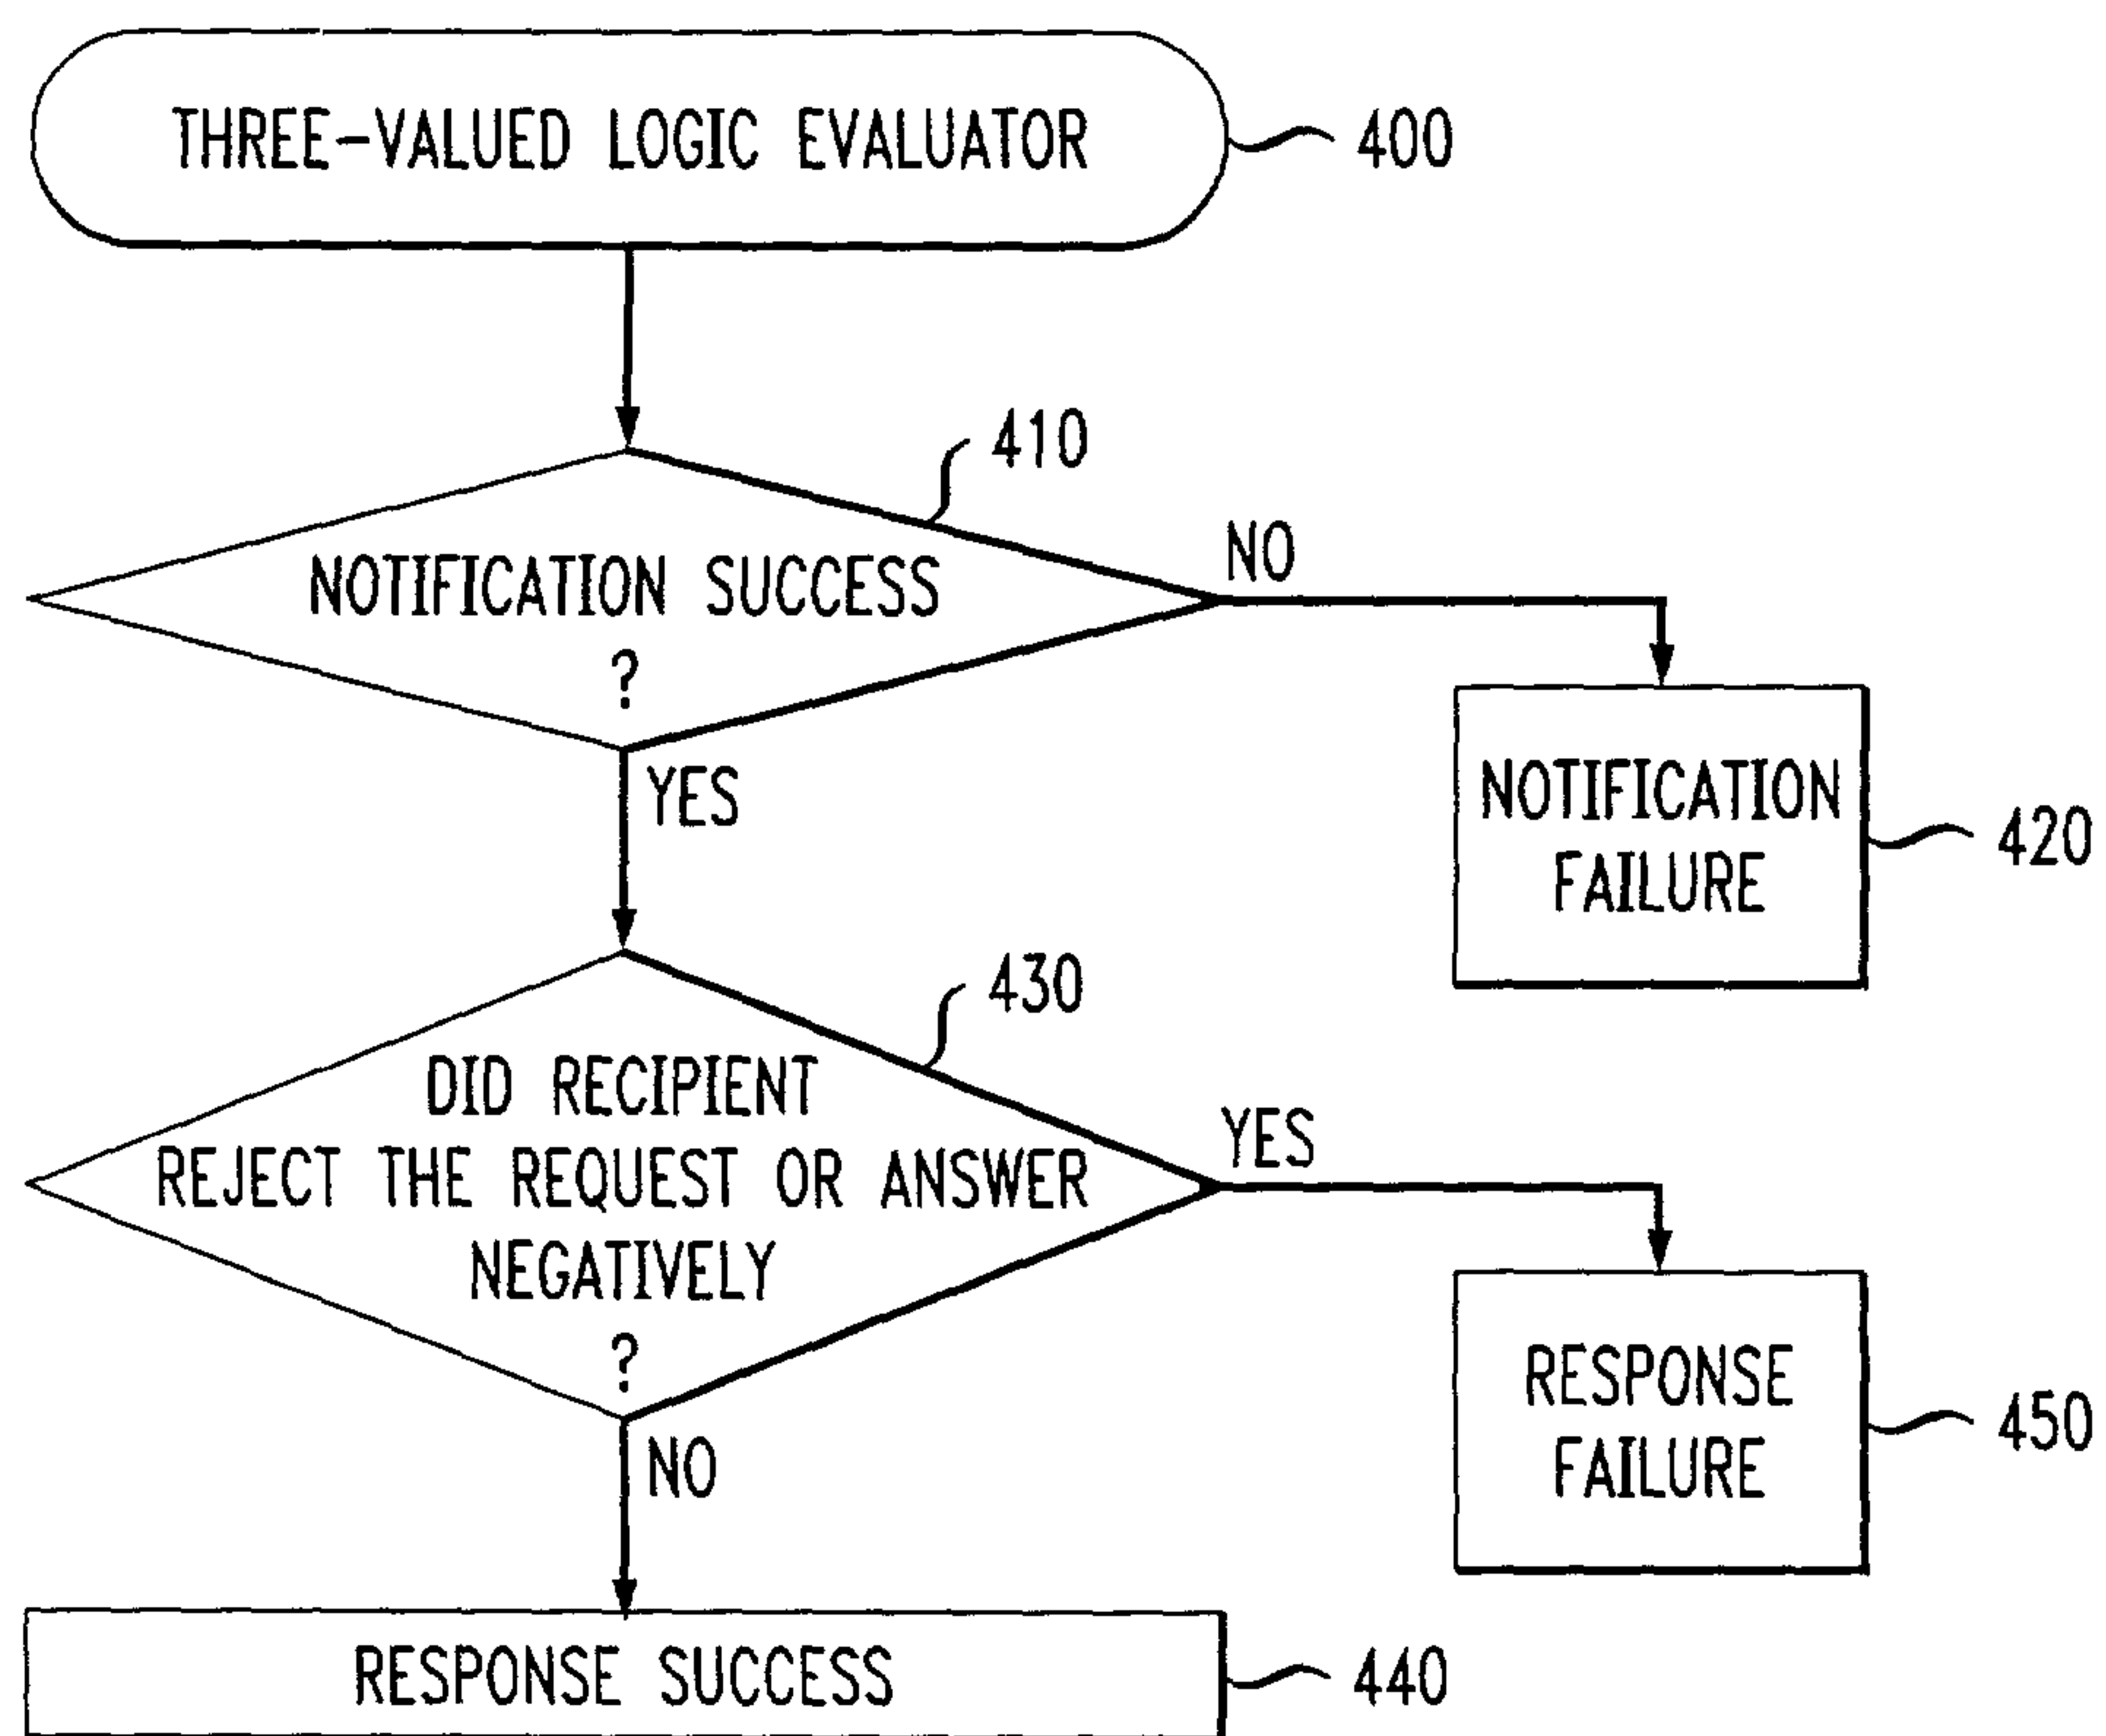 THREE-VALUED LOGIC EVALUATOR
400
410
NOTIFICATION SUCCESS
?
NO
YES
NOTIFICATION
FAILURE
420
430
DID RECIPIENT
REJECT THE REQUEST OR ANSWER
NEGATIVELY
?
YES
NO
RESPONSE
FAILURE
450
RESPONSE SUCCESS
440